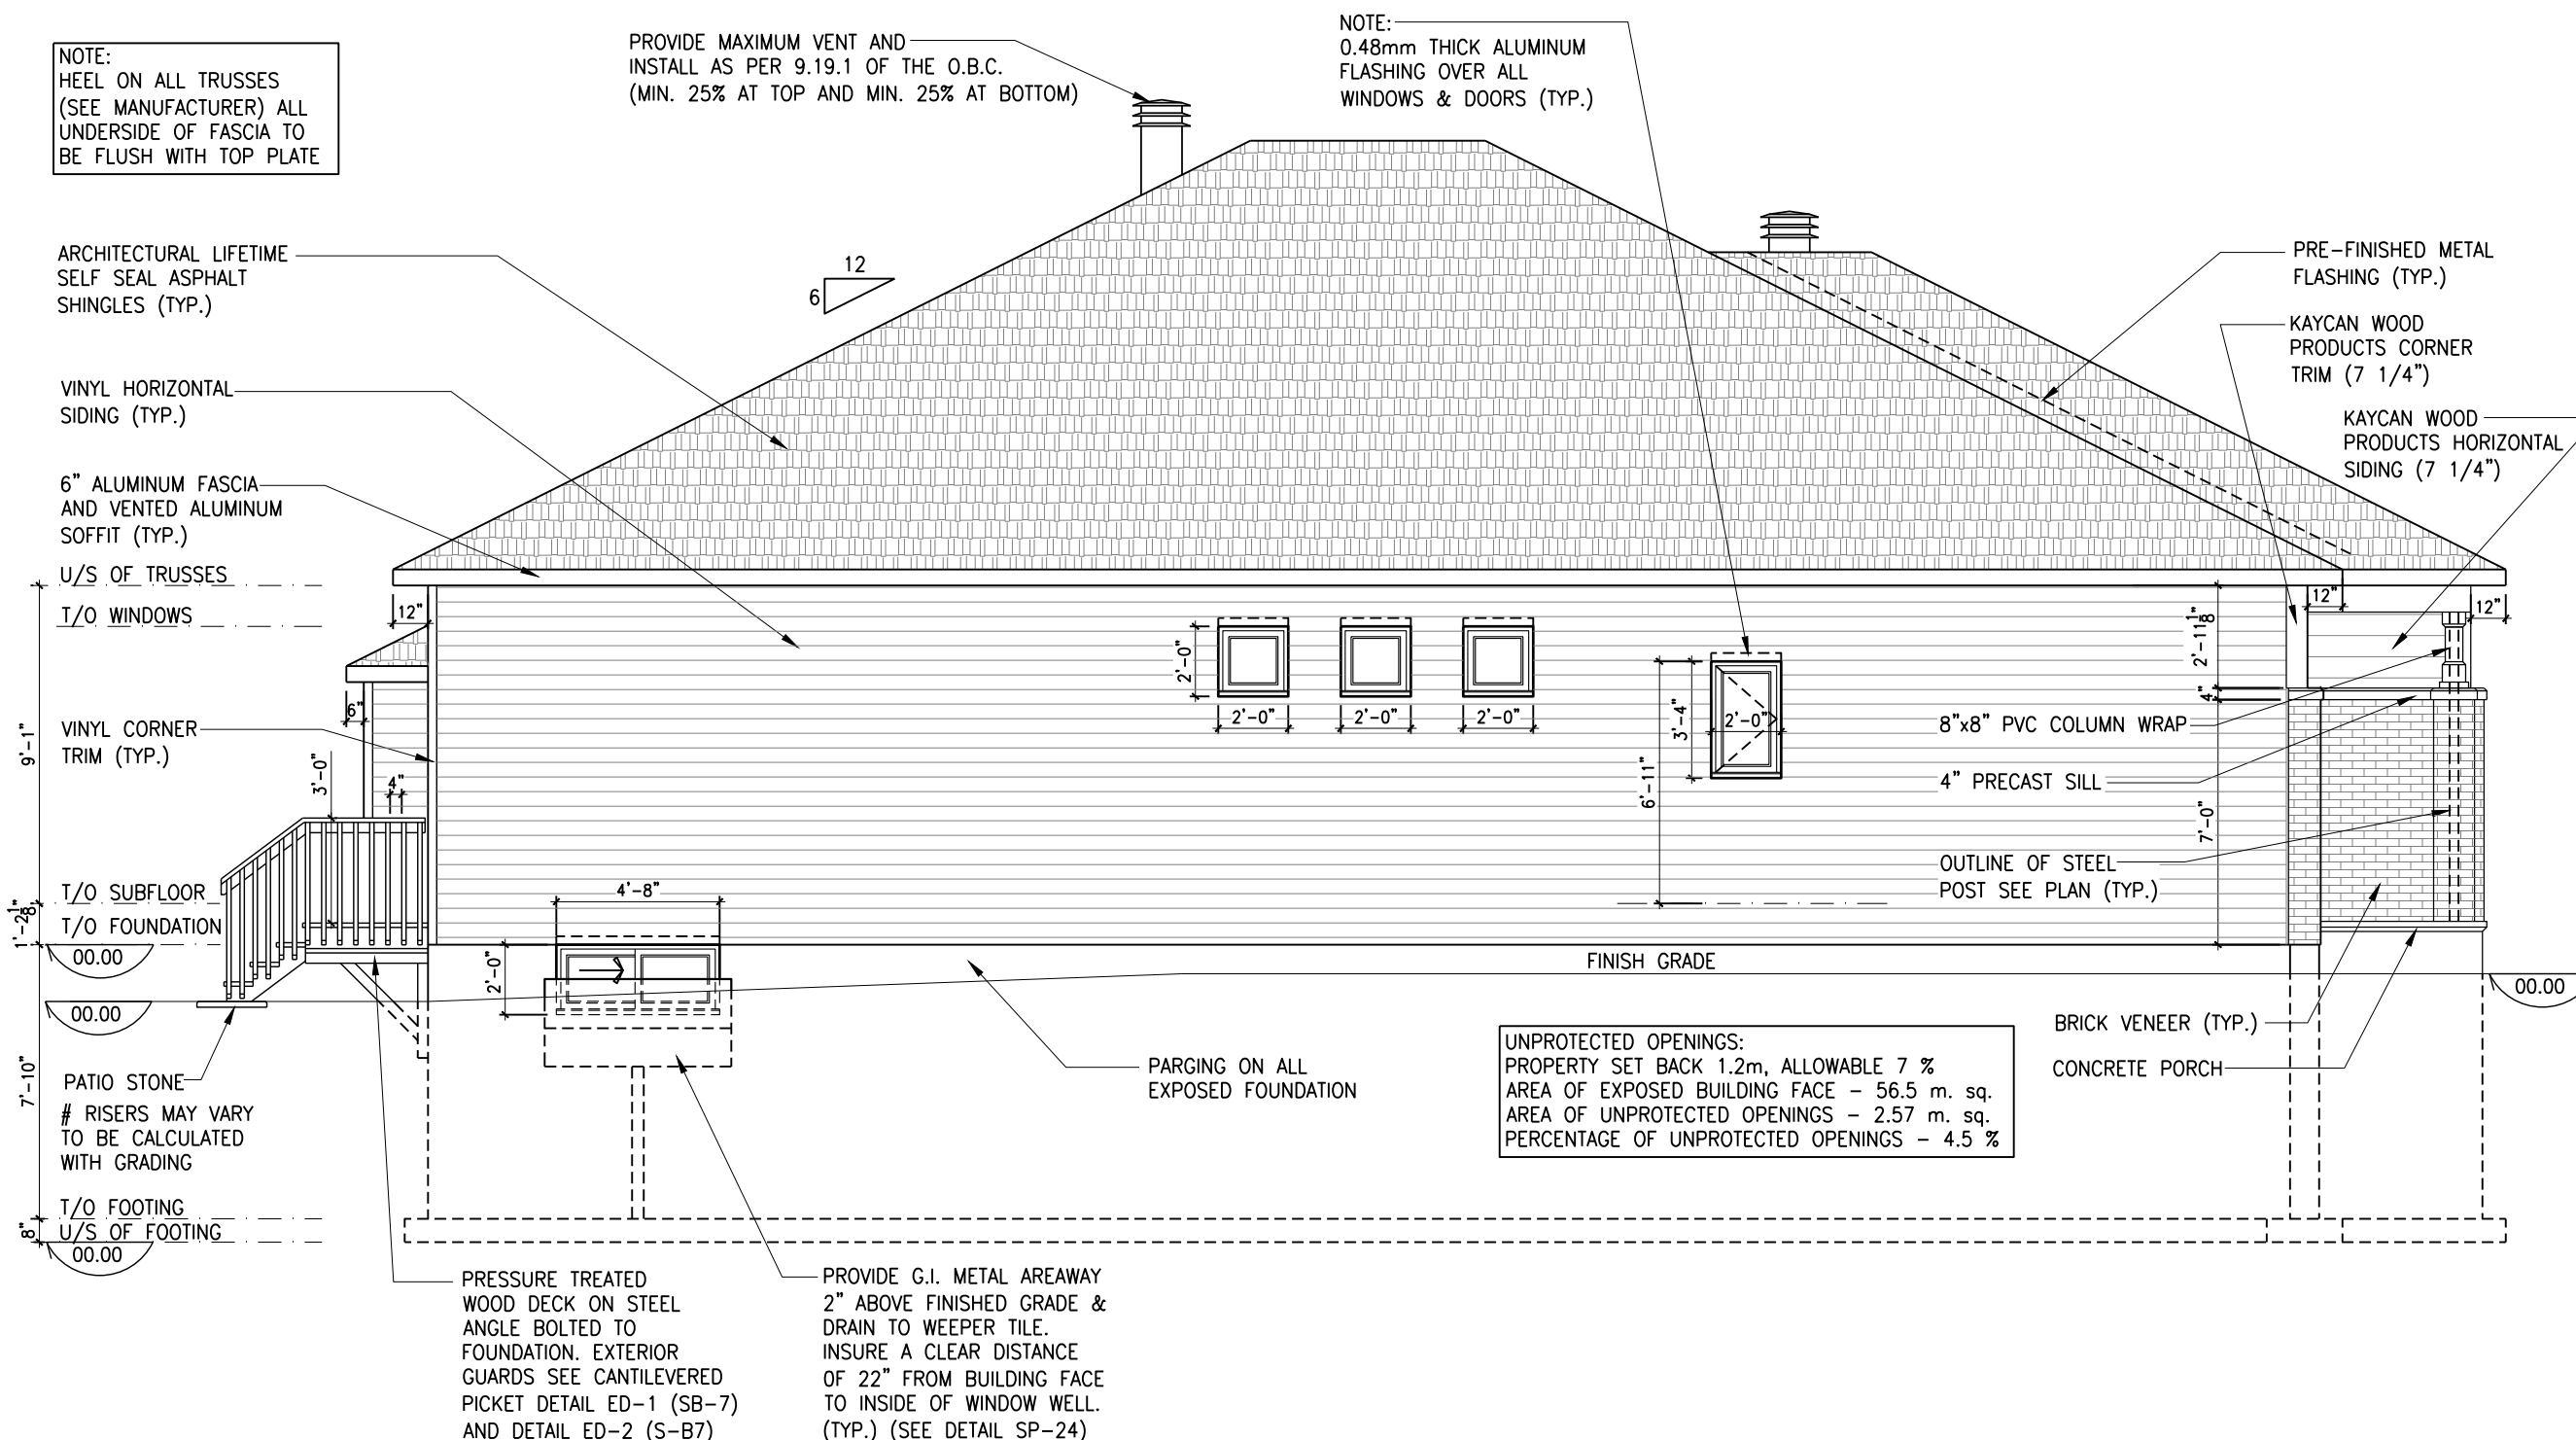 NOTE:
HEEL ON ALL TRUSSES
(SEE MANUFACTURER) ALL
UNDERSIDE OF FASCIA TO
BE FLUSH WITH TOP PLATE
PROVIDE MAXIMUM VENT AND
INSTALL AS PER 9.19.1 OF THE O.B.C.
(MIN. 25% AT TOP AND MIN. 25% AT BOTTOM)
NOTE:
0.48mm THICK ALUMINUM
FLASHING OVER ALL
WINDOWS & DOORS (TYP.)
ARCHITECTURAL LIFETIME
SELF SEAL ASPHALT
SHINGLES (TYP.)
12
6
PRE-FINISHED METAL
FLASHING (TYP.)
KAYCAN WOOD
PRODUCTS CORNER
TRIM (7 1/4")
KAYCAN WOOD
PRODUCTS HORIZONTAL
SIDING (7 1/4")
VINYL HORIZONTAL
SIDING (TYP.)
6" ALUMINUM FASCIA
AND VENTED ALUMINUM
SOFFIT (TYP.)
U/S OF TRUSSES
T/O WINDOWS
12"
12"
12"
6"
4"
3'-0"
9'-1"
VINYL CORNER
TRIM (TYP.)
2'-0"
2'-0"
2'-0"
2'-0"
3'-4"
2'-0"
6'-11"
2'-11 1/8"
4"
7'-0"
8"x8" PVC COLUMN WRAP
4" PRECAST SILL
OUTLINE OF STEEL
POST SEE PLAN (TYP.)
T/O SUBFLOOR
1'-2 1/8"
T/O FOUNDATION
00.00
00.00
4'-8"
2'-0"
FINISH GRADE
00.00
7'-10"
PATIO STONE
# RISERS MAY VARY
TO BE CALCULATED
WITH GRADING
PARGING ON ALL
EXPOSED FOUNDATION
UNPROTECTED OPENINGS:
PROPERTY SET BACK 1.2m, ALLOWABLE 7 %
AREA OF EXPOSED BUILDING FACE - 56.5 m. sq.
AREA OF UNPROTECTED OPENINGS - 2.57 m. sq.
PERCENTAGE OF UNPROTECTED OPENINGS - 4.5 %
BRICK VENEER (TYP.)
CONCRETE PORCH
T/O FOOTING
8"
U/S OF FOOTING
00.00
PRESSURE TREATED
WOOD DECK ON STEEL
ANGLE BOLTED TO
FOUNDATION. EXTERIOR
GUARDS SEE CANTILEVERED
PICKET DETAIL ED-1 (SB-7)
AND DETAIL ED-2 (S-B7)
PROVIDE G.I. METAL AREAWAY
2" ABOVE FINISHED GRADE &
DRAIN TO WEEPER TILE.
INSURE A CLEAR DISTANCE
OF 22" FROM BUILDING FACE
TO INSIDE OF WINDOW WELL.
(TYP.) (SEE DETAIL SP-24)